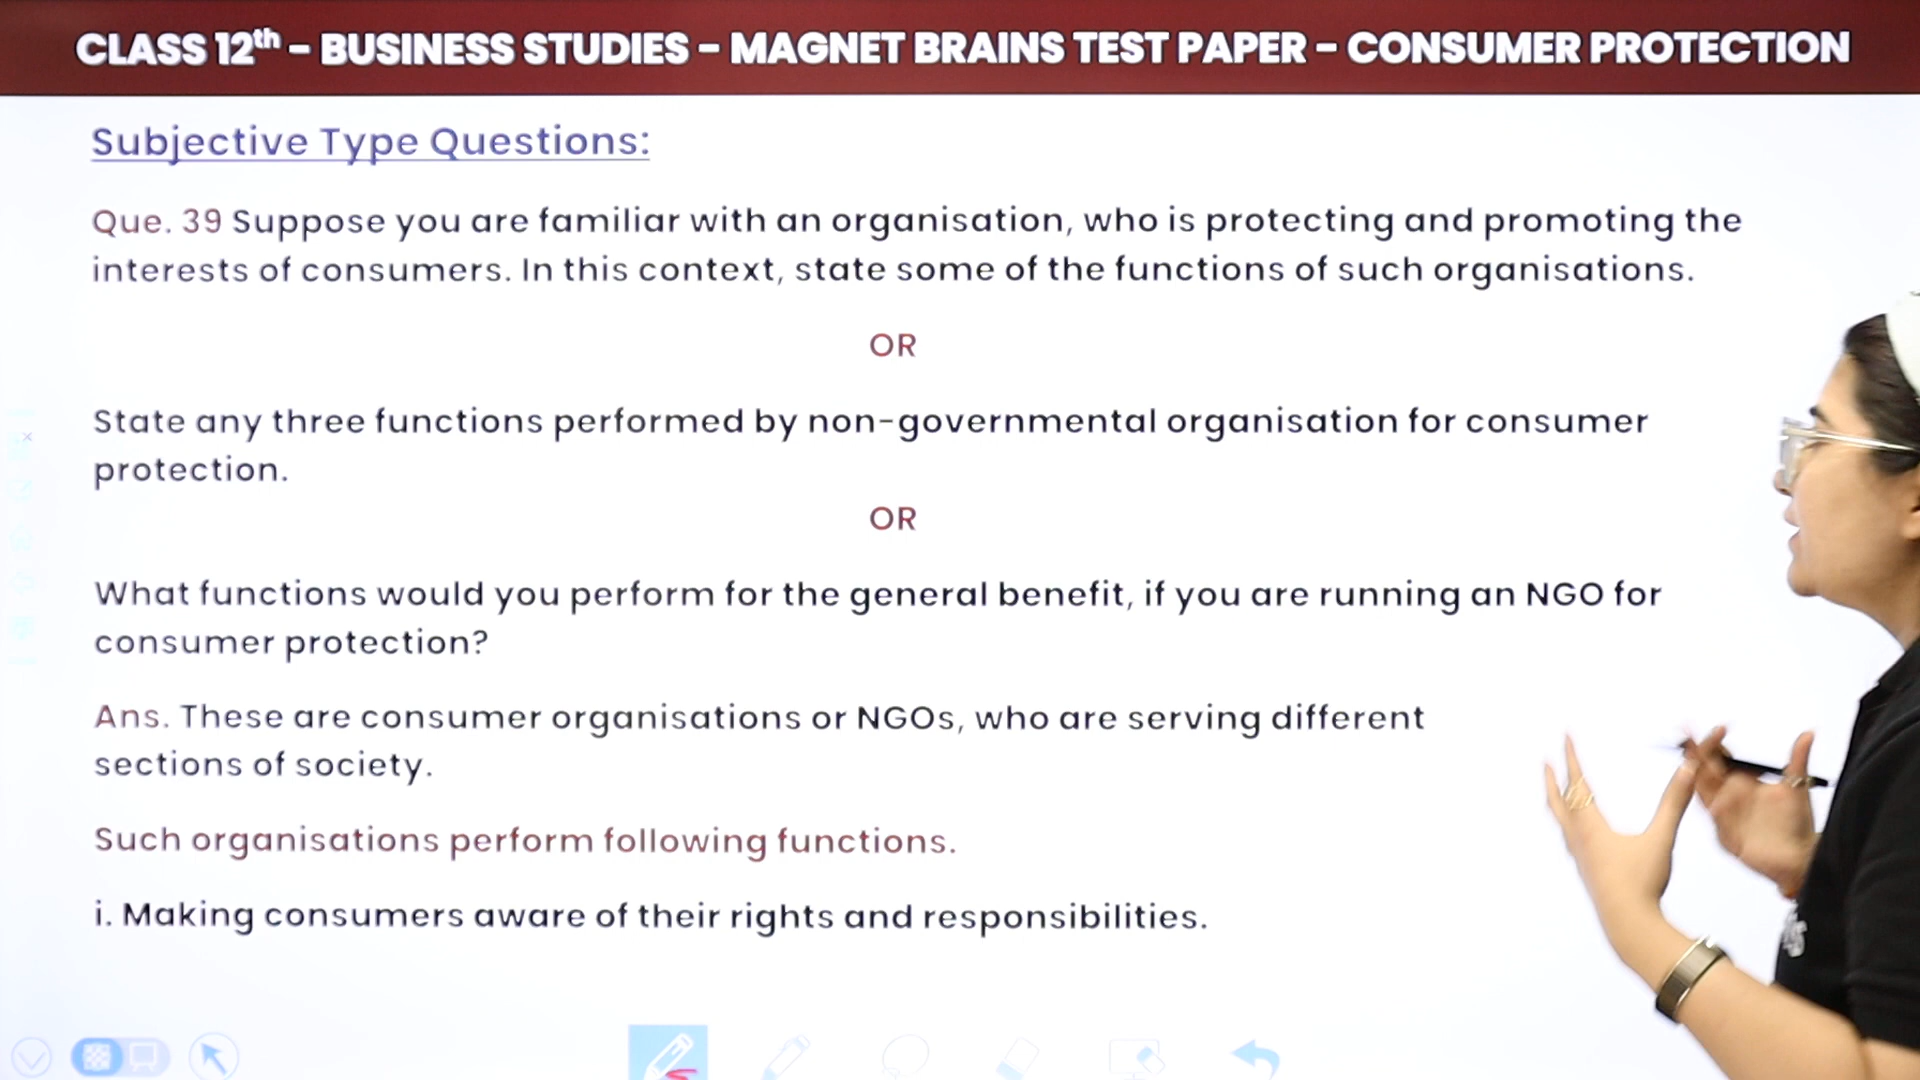 CLASS 12th – BUSINESS STUDIES – MAGNET BRAINS TEST PAPER – CONSUMER PROTECTION
Subjective Type Questions:
Que. 39 Suppose you are familiar with an organisation, who is protecting and promoting the
interests of consumers. In this context, state some of the functions of such organisations.
OR
State any three functions performed by non-governmental organisation for consumer
protection.
OR
What functions would you perform for the general benefit, if you are running an NGO for
consumer protection?
Ans. These are consumer organisations or NGOs, who are serving different
sections of society.
Such organisations perform following functions.
i. Making consumers aware of their rights and responsibilities.